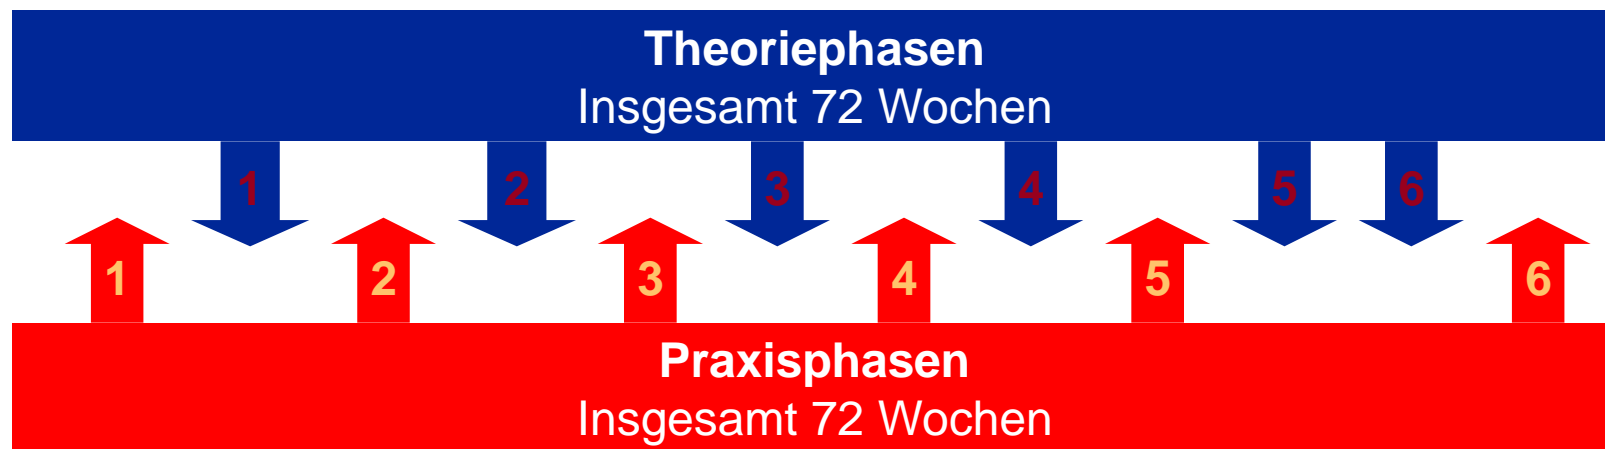 Theoriephasen
Insgesamt 72 Wochen
1 2 3 4 5 6
1 2 3 4 5 6
Praxisphasen
Insgesamt 72 Wochen